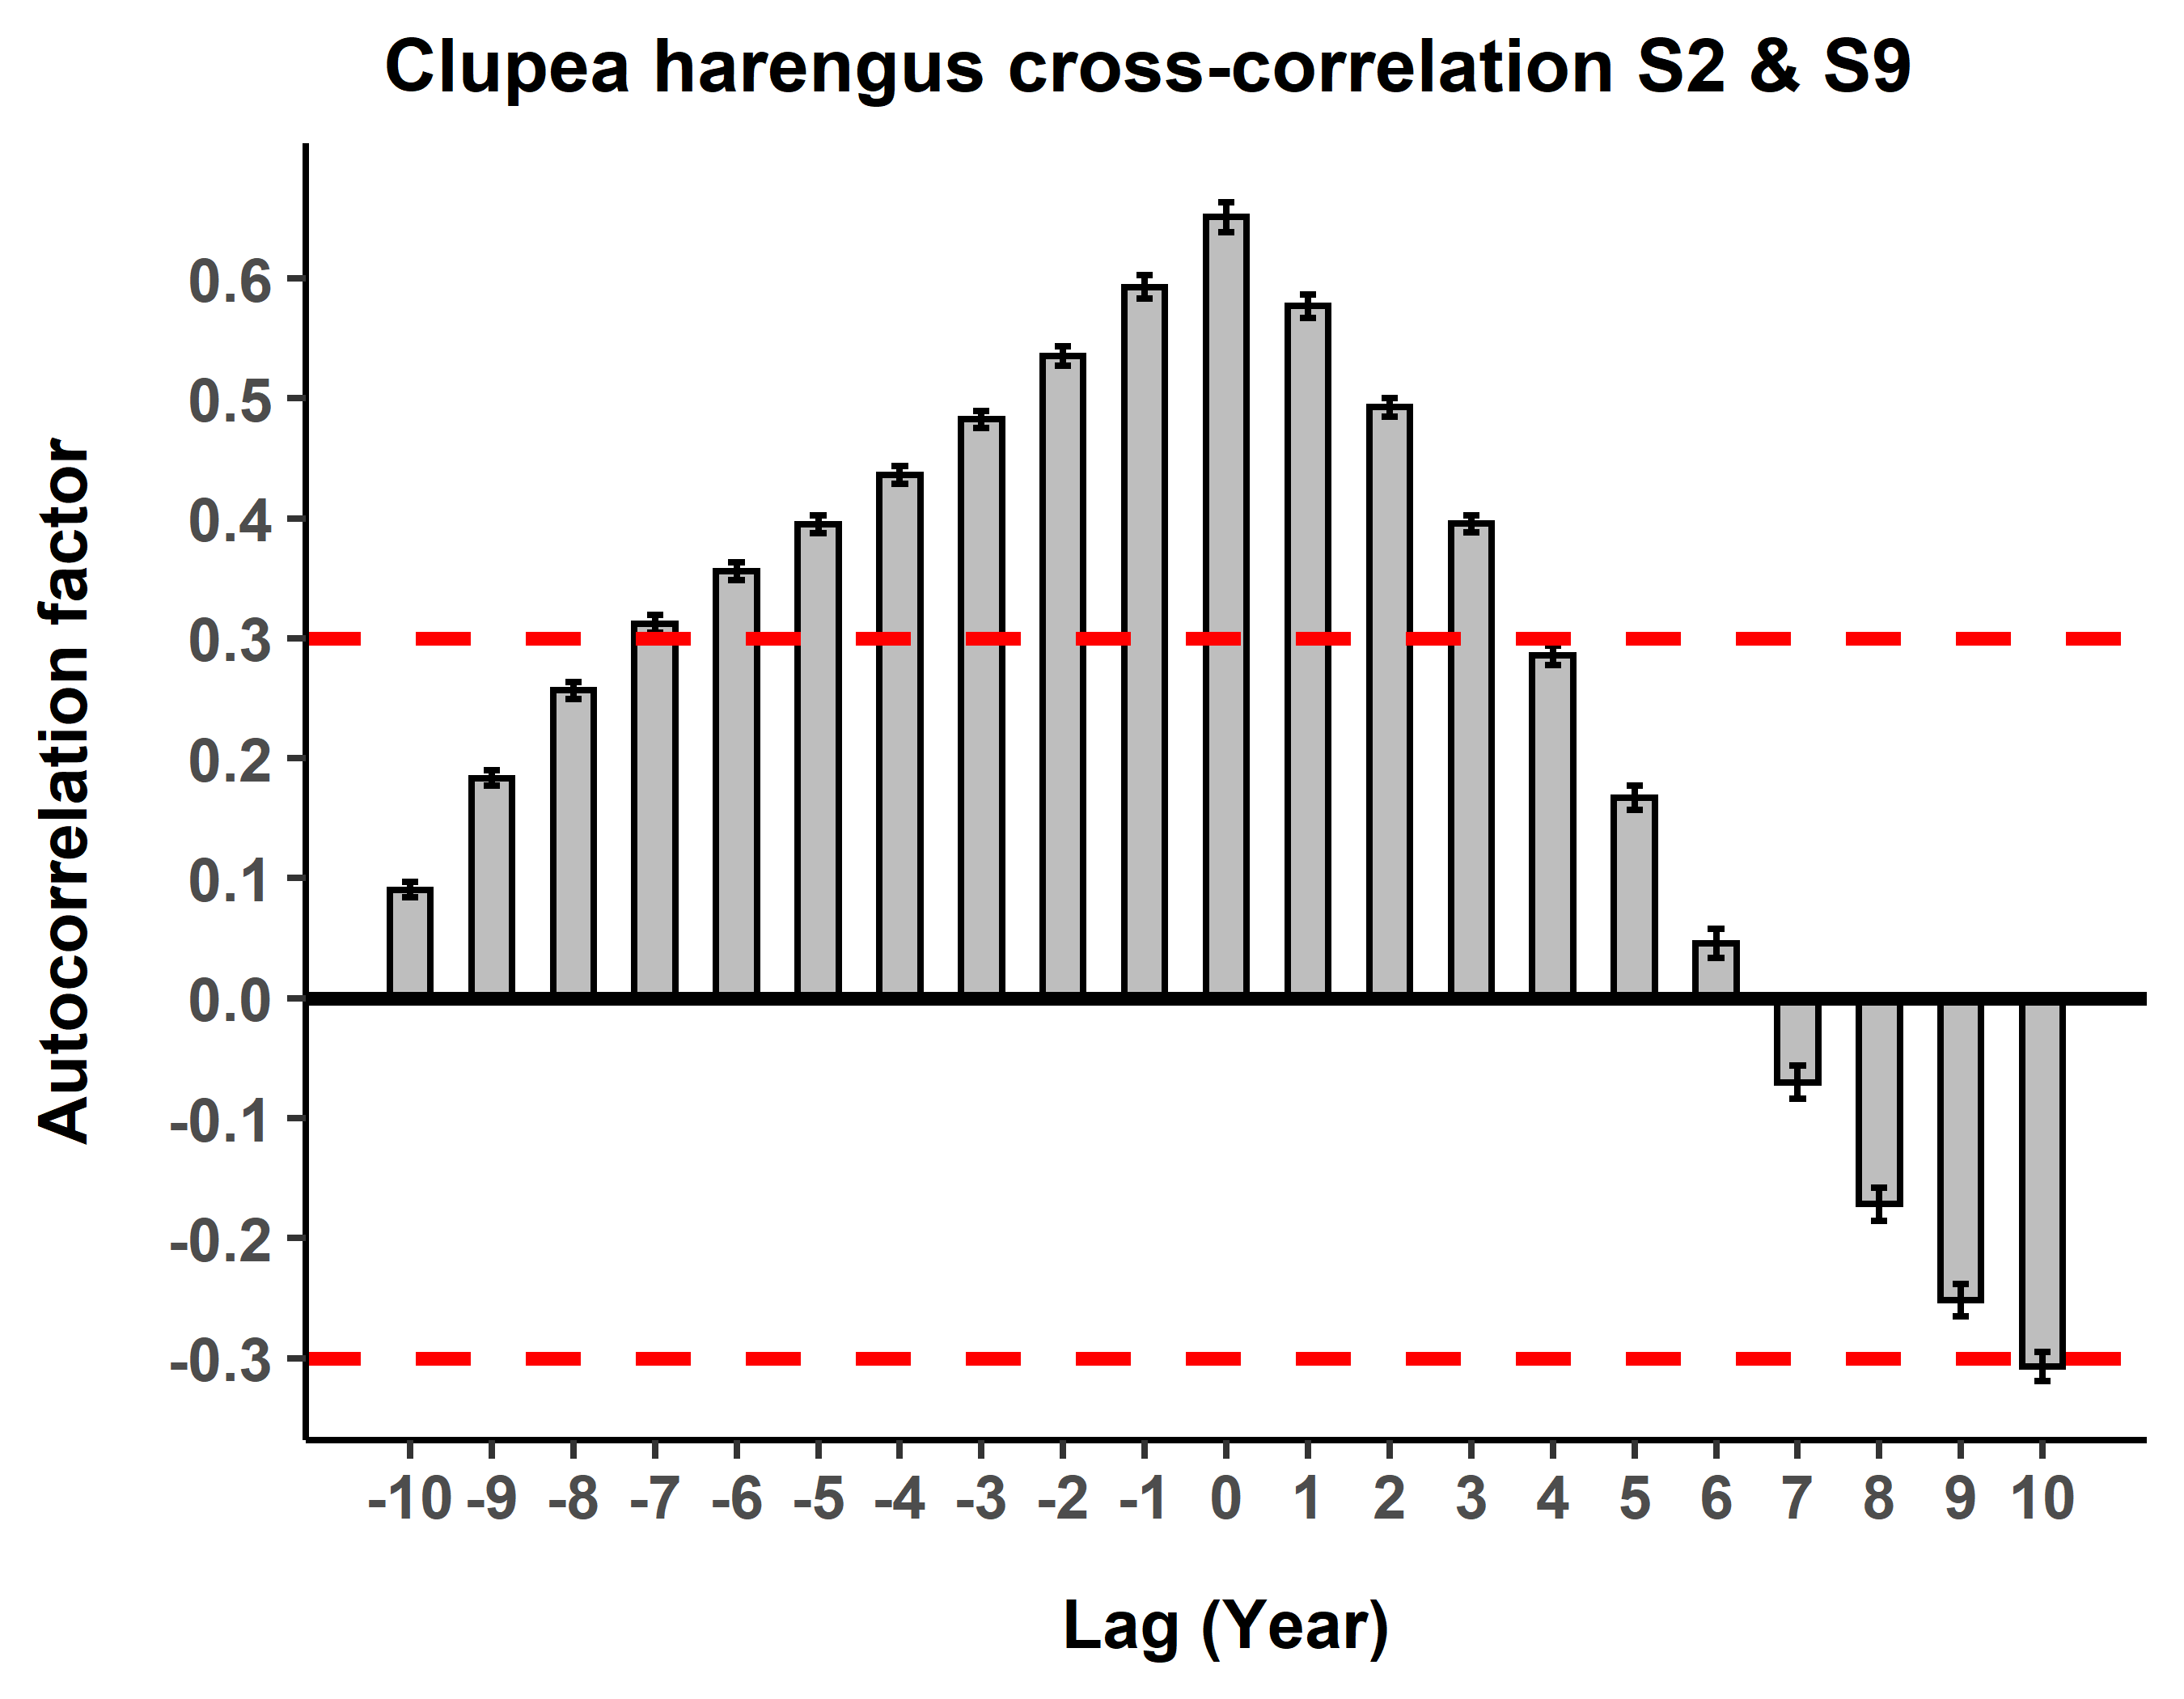 Clupea harengus cross-correlation S2 & S9
Autocorrelation factor
0.6
0.5
0.4
0.3
0.2
0.1
0.0
-0.1
-0.2
-0.3
-10 -9 -8 -7 -6 -5 -4 -3 -2 -1 0 1 2 3 4 5 6 7 8 9 10
Lag (Year)